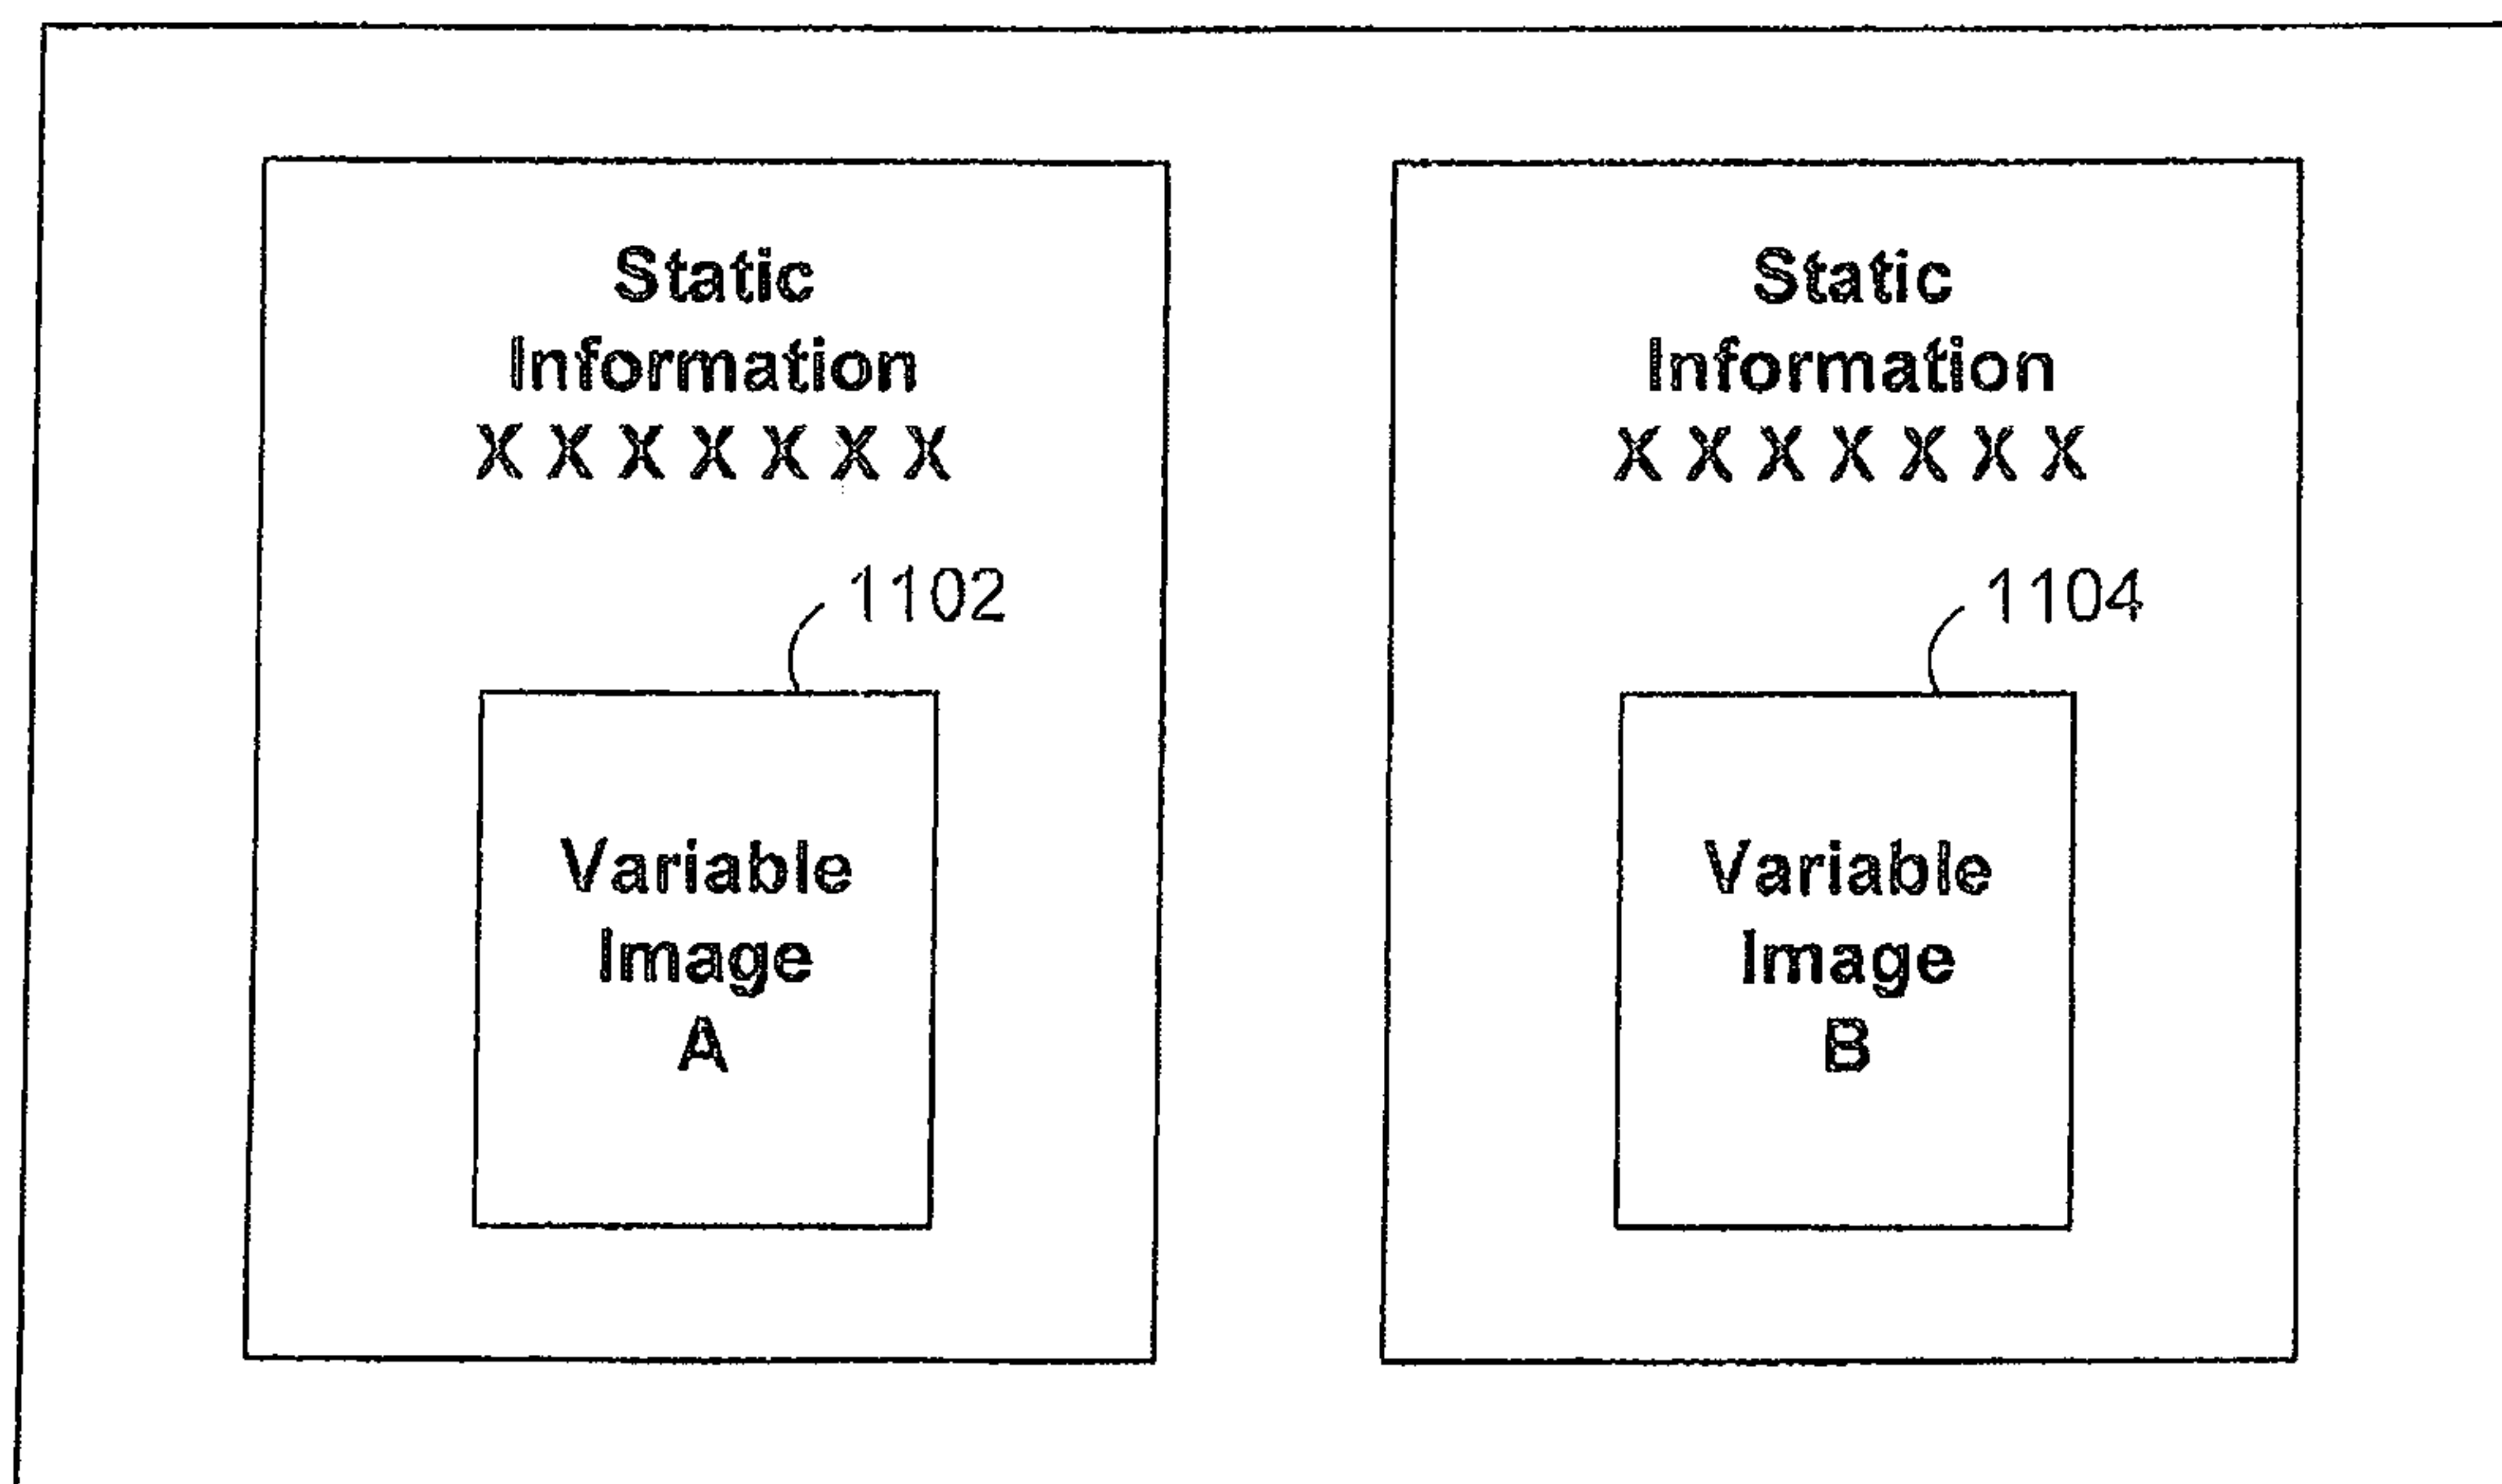 Static
Information
X X X X X X X
1102
Variable
Image
A
Static
Information
X X X X X X X
1104
Variable
Image
B